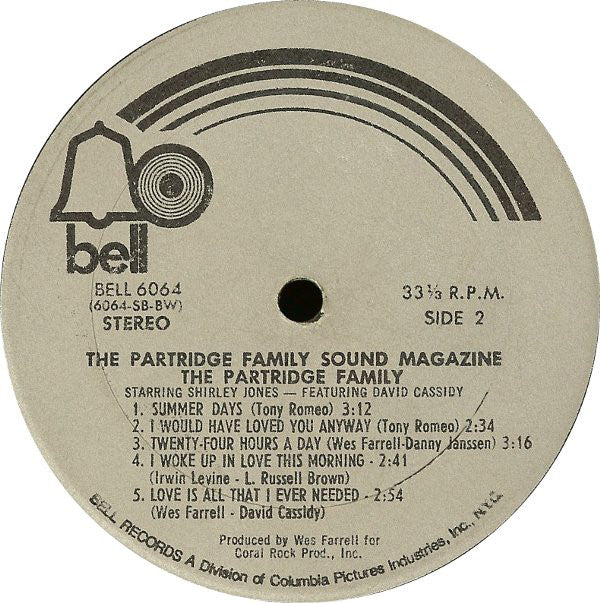 bell
BELL 6064
(6064-SB-BW)
STEREO
33⅓ R.P.M.
SIDE 2
THE PARTRIDGE FAMILY SOUND MAGAZINE
THE PARTRIDGE FAMILY
STARRING SHIRLEY JONES — FEATURING DAVID CASSIDY
1. SUMMER DAYS (Tony Romeo) 3:12
2. I WOULD HAVE LOVED YOU ANYWAY (Tony Romeo) 2:34
3. TWENTY-FOUR HOURS A DAY (Wes Farrell-Danny Janssen) 3:16
4. I WOKE UP IN LOVE THIS MORNING - 2:41
(Irwin Levine - L. Russell Brown)
5. LOVE IS ALL THAT I EVER NEEDED - 2:54
(Wes Farrell - David Cassidy)
Produced by Wes Farrell for
Coral Rock Prod., Inc.
BELL RECORDS A Division of Columbia Pictures Industries, Inc., N.Y.C.